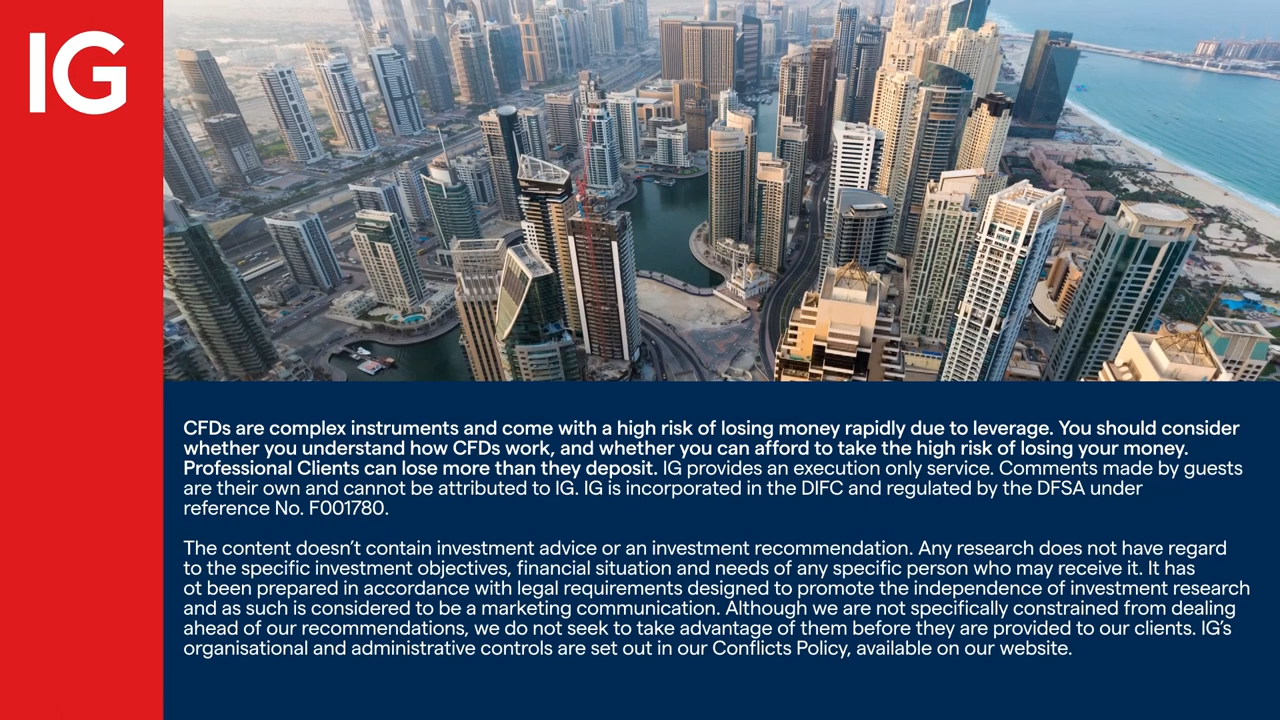 IG
CFDs are complex instruments and come with a high risk of losing money rapidly due to leverage. You should consider
whether you understand how CFDs work, and whether you can afford to take the high risk of losing your money.
Professional Clients can lose more than they deposit. IG provides an execution only service. Comments made by guests
are their own and cannot be attributed to IG. IG is incorporated in the DIFC and regulated by the DFSA under
reference No. F001780.
The content doesn't contain investment advice or an investment recommendation. Any research does not have regard
to the specific investment objectives, financial situation and needs of any specific person who may receive it. It has
ot been prepared in accordance with legal requirements designed to promote the independence of investment research
and as such is considered to be a marketing communication. Although we are not specifically constrained from dealing
ahead of our recommendations, we do not seek to take advantage of them before they are provided to our clients. IG's
organisational and administrative controls are set out in our Conflicts Policy, available on our website.